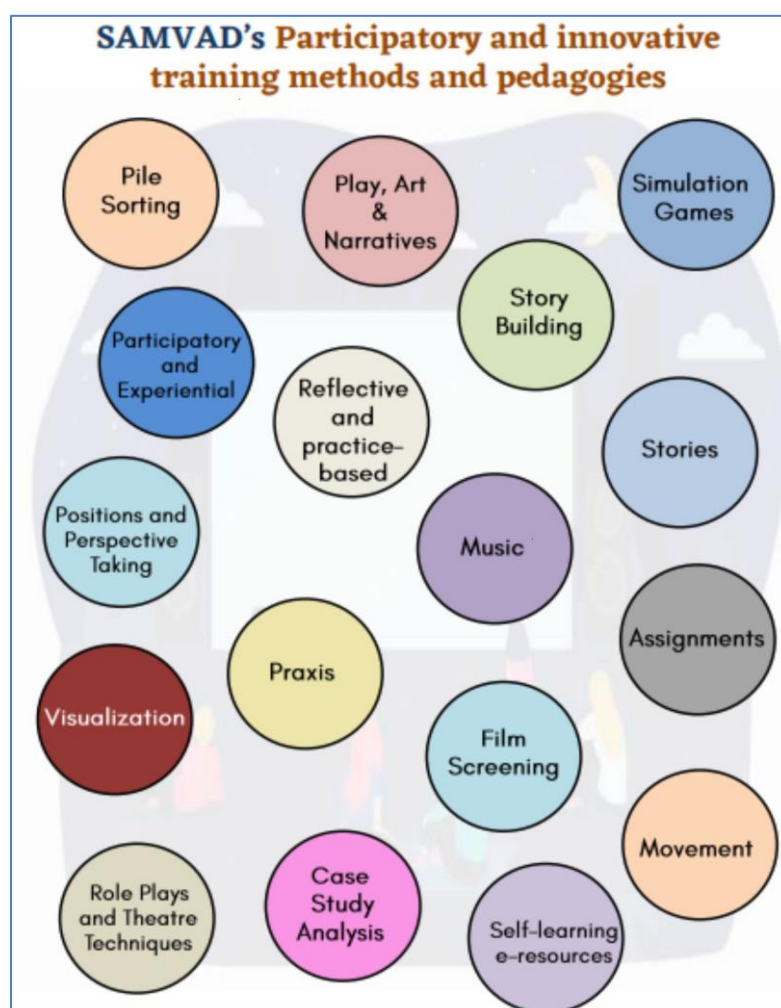 SAMVAD's Participatory and innovative
training methods and pedagogies
Pile
Sorting
Play, Art
&
Narratives
Simulation
Games
Story
Building
Participatory
and
Experiential
Reflective
and
practice-
based
Stories
Positions and
Perspective
Taking
Music
Assignments
Praxis
Visualization
Film
Screening
Movement
Role Plays
and Theatre
Techniques
Case
Study
Analysis
Self-learning
e-resources